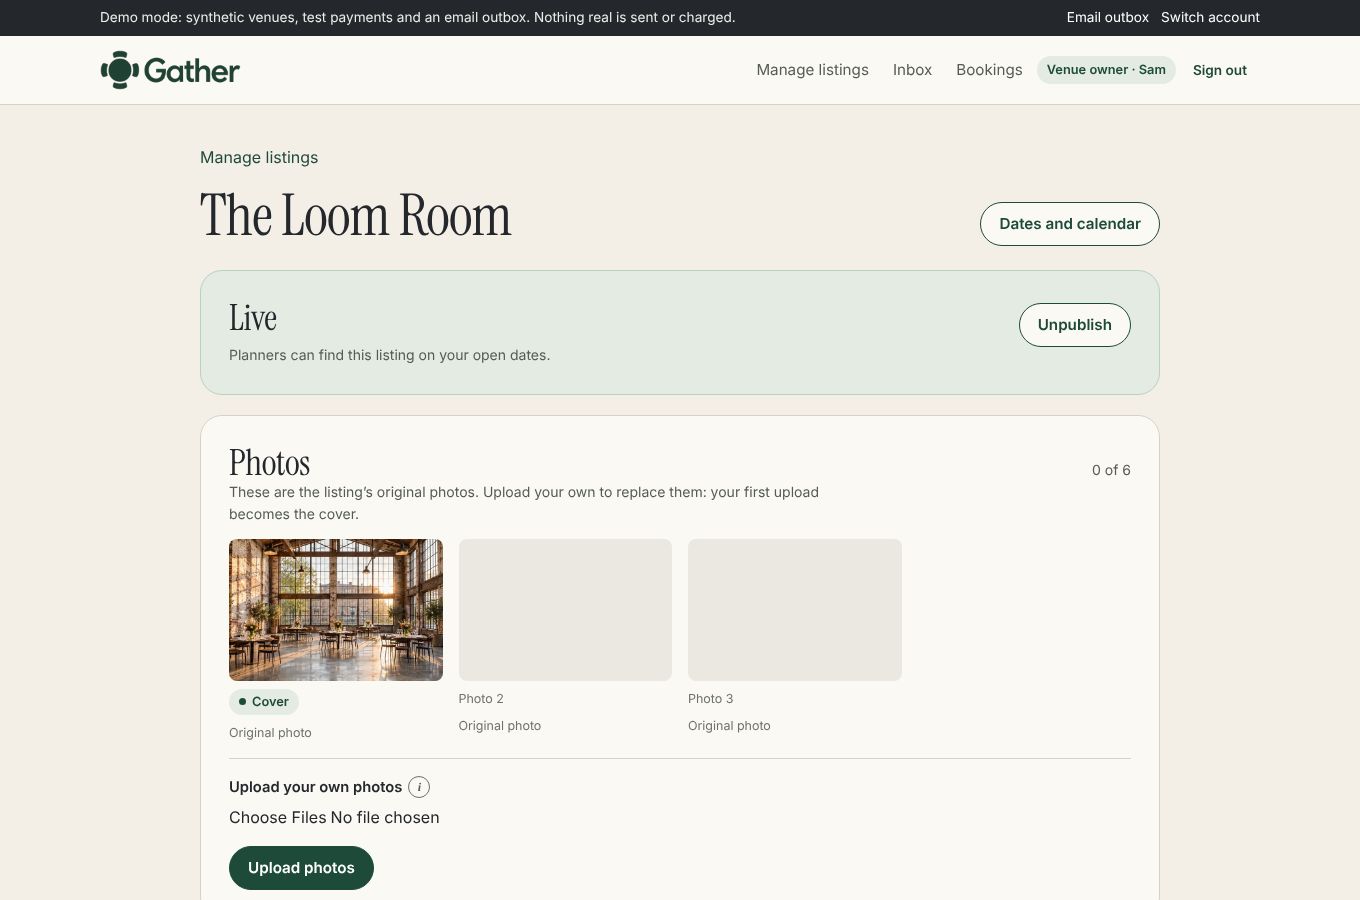 Demo mode: synthetic venues, test payments and an email outbox. Nothing real is sent or charged.
Email outbox
Switch account
Gather
Manage listings
Inbox
Bookings
Venue owner · Sam
Sign out
Manage listings
The Loom Room
Dates and calendar
Live
Planners can find this listing on your open dates.
Unpublish
Photos
0 of 6
These are the listing’s original photos. Upload your own to replace them: your first upload
becomes the cover.
Cover
Original photo
Photo 2
Original photo
Photo 3
Original photo
Upload your own photos
i
Choose Files No file chosen
Upload photos